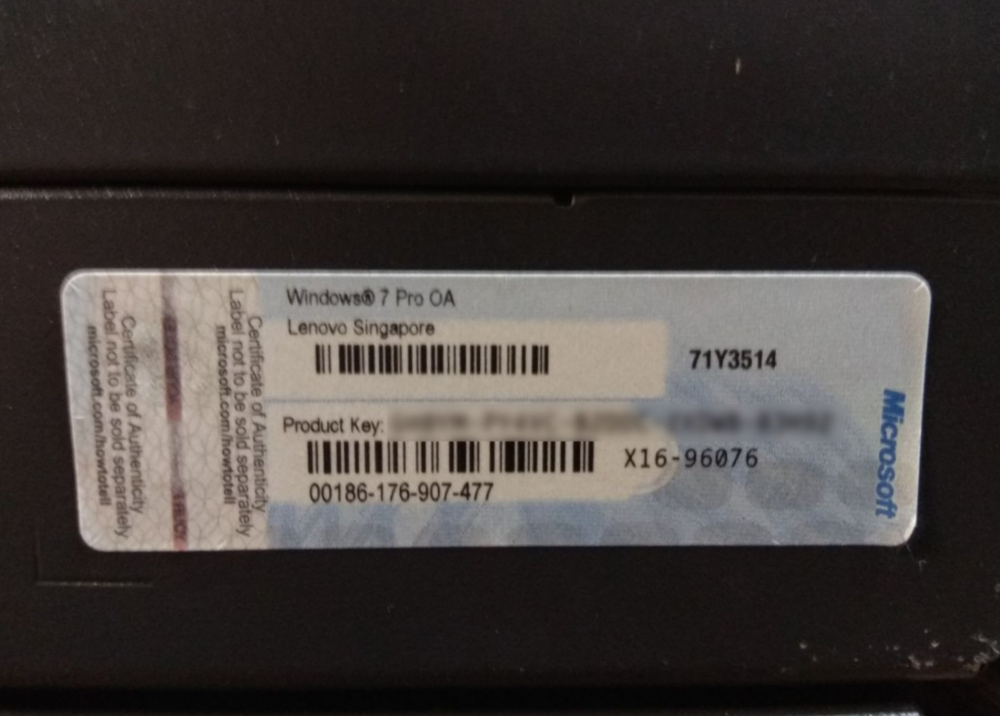 Windows® 7 Pro OA
Lenovo Singapore
71Y3514
Product Key:
X16-96076
00186-176-907-477
Microsoft
Certificate of Authenticity
Label not to be sold separately
microsoft.com/howtotell
Certificate of Authenticity
Label not to be sold separately
microsoft.com/howtotell